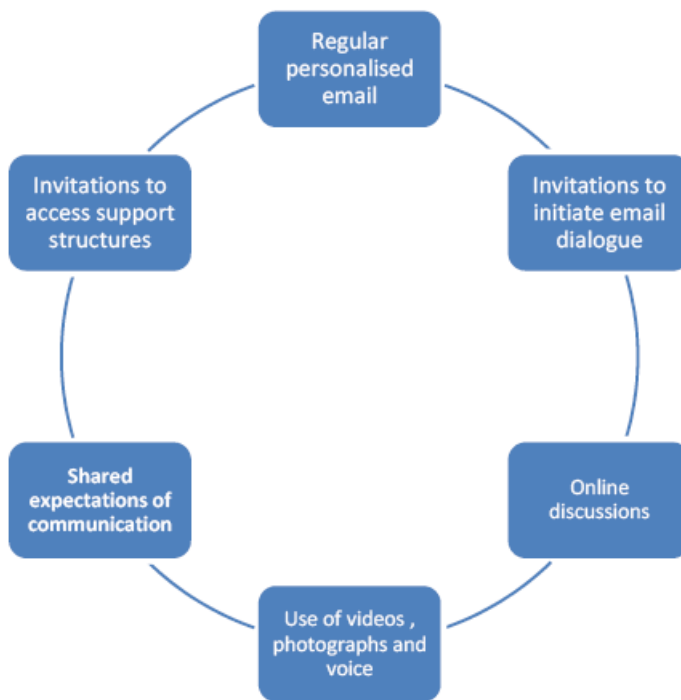 Regular
personalised
email
Invitations to
initiate email
dialogue
Online
discussions
Use of videos ,
photographs and
voice
Shared
expectations of
communication
Invitations to
access support
structures